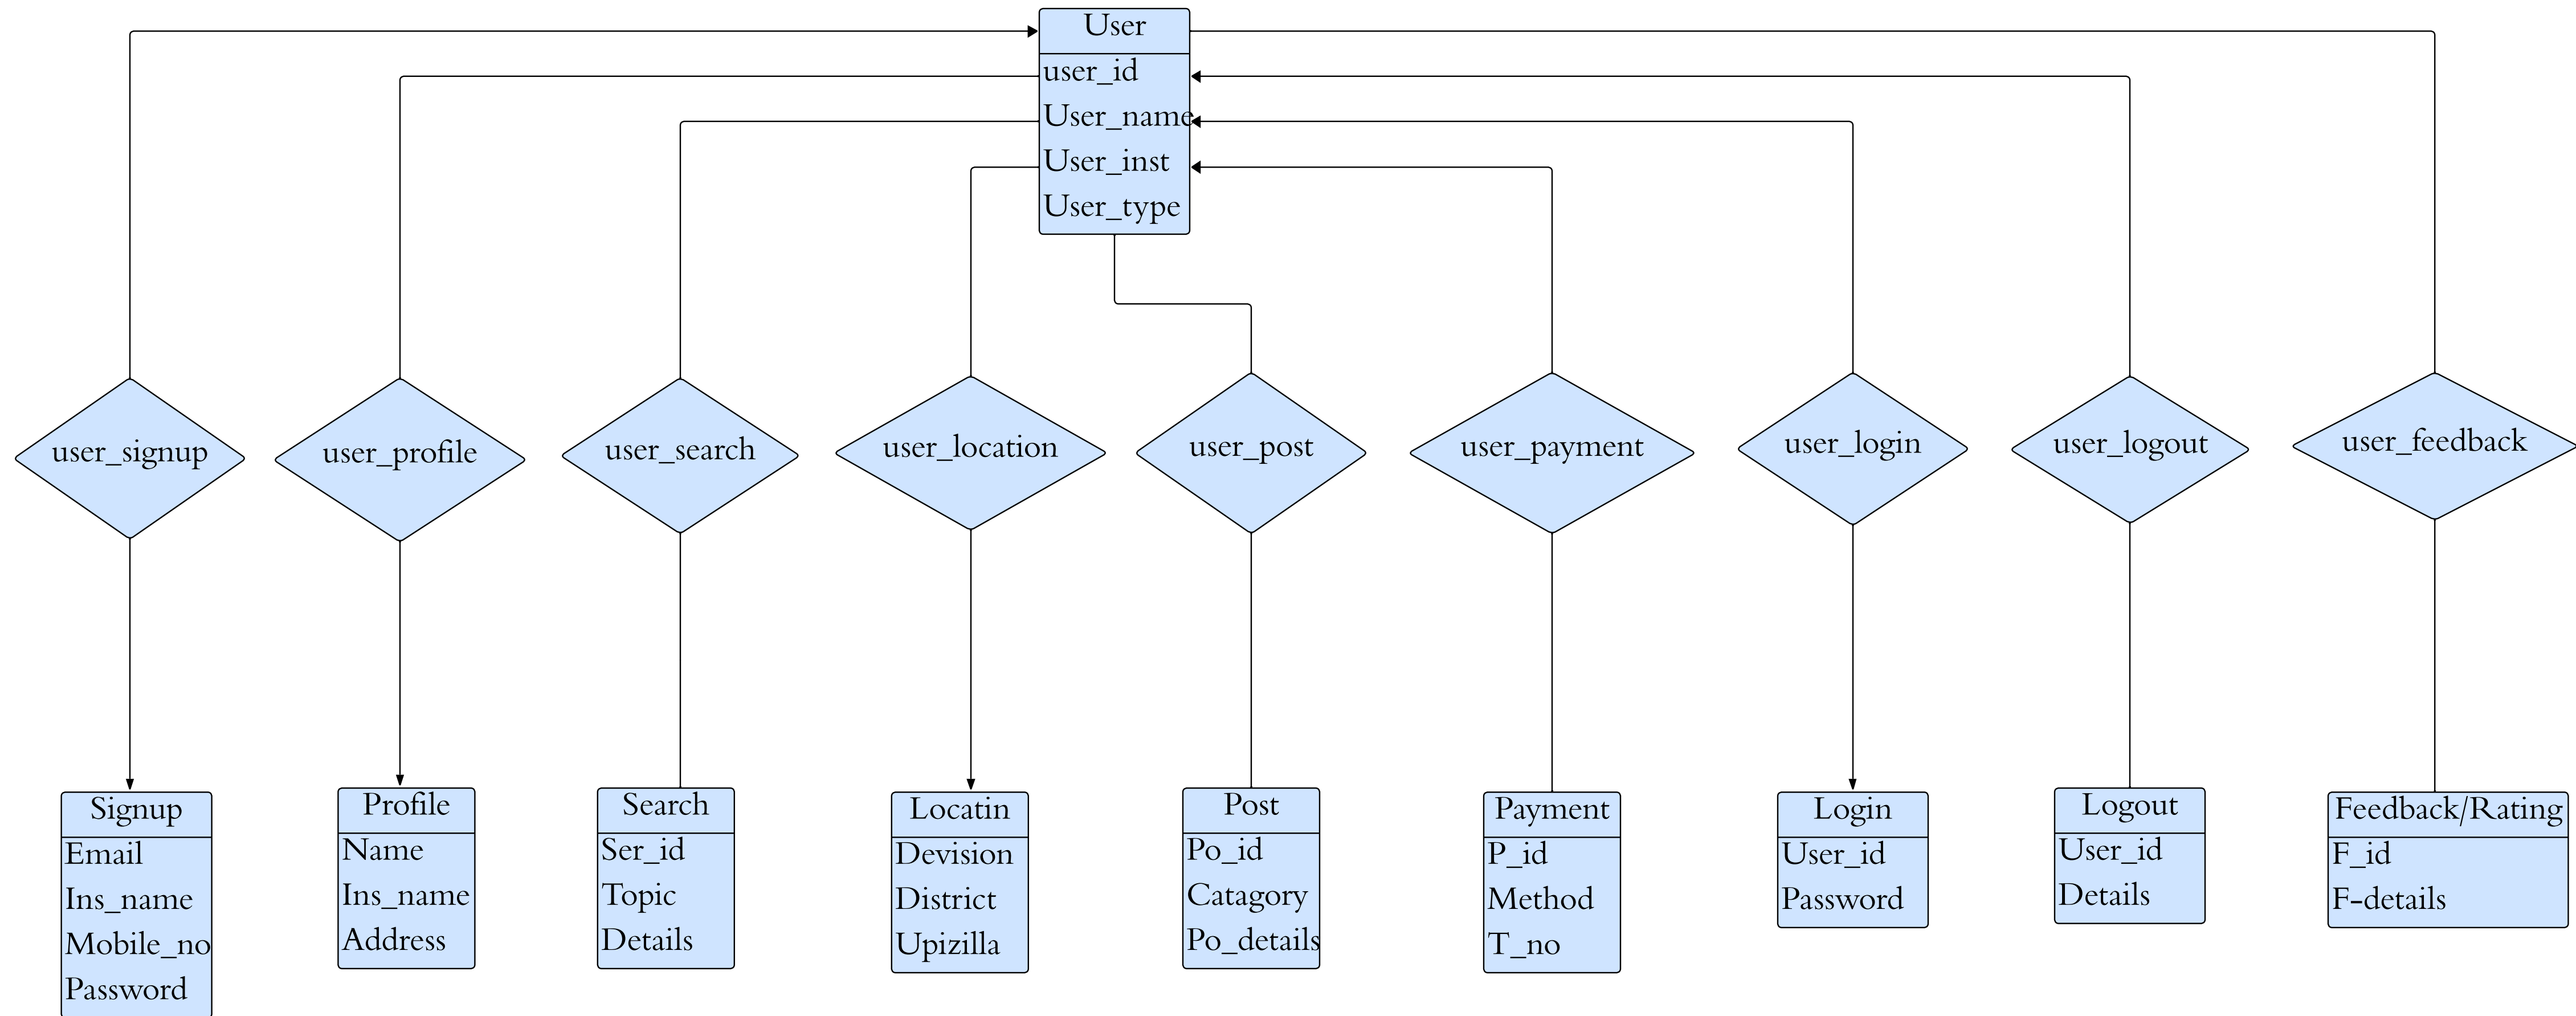 User
user_id
User_name
User_inst
User_type
user_signup
user_profile
user_search
user_location
user_post
user_payment
user_login
user_logout
user_feedback
Signup
Email
Ins_name
Mobile_no
Password
Profile
Name
Ins_name
Address
Search
Ser_id
Topic
Details
Locatin
Devision
District
Upizilla
Post
Po_id
Catagory
Po_details
Payment
P_id
Method
T_no
Login
User_id
Password
Logout
User_id
Details
Feedback/Rating
F_id
F-details